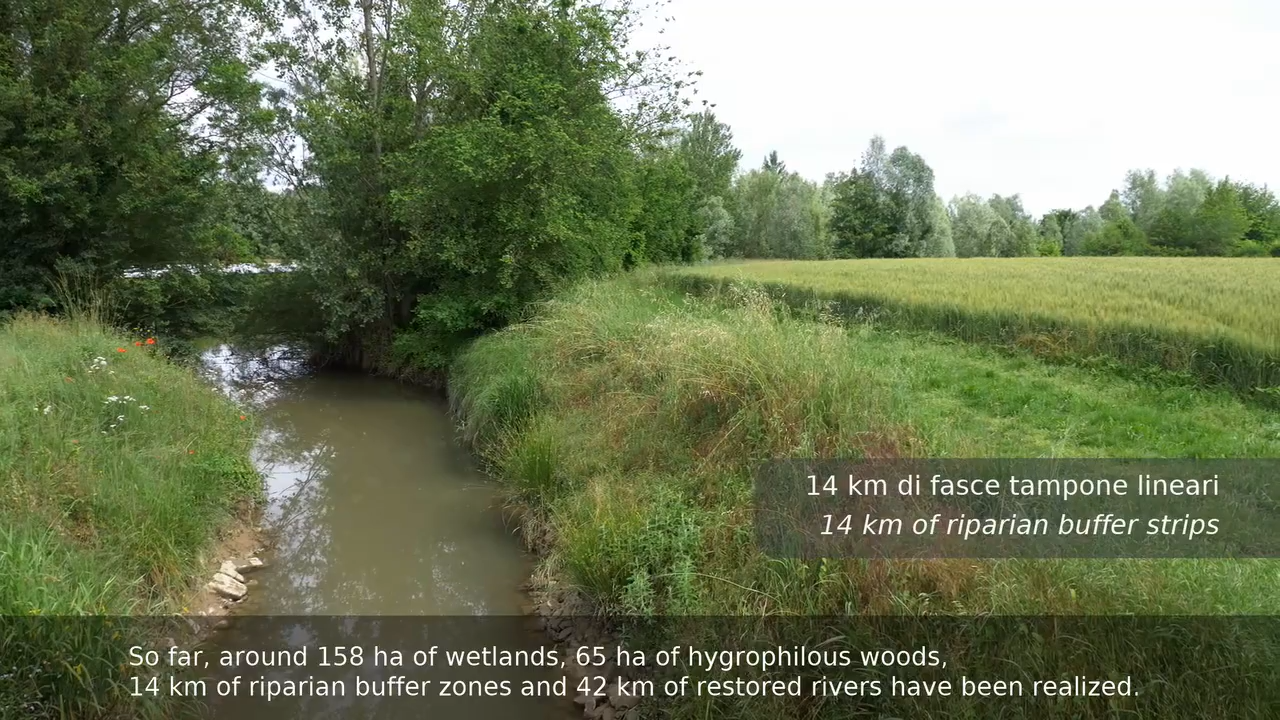 14 km di fasce tampone lineari
14 km of riparian buffer strips
So far, around 158 ha of wetlands, 65 ha of hygrophilous woods,
14 km of riparian buffer zones and 42 km of restored rivers have been realized.